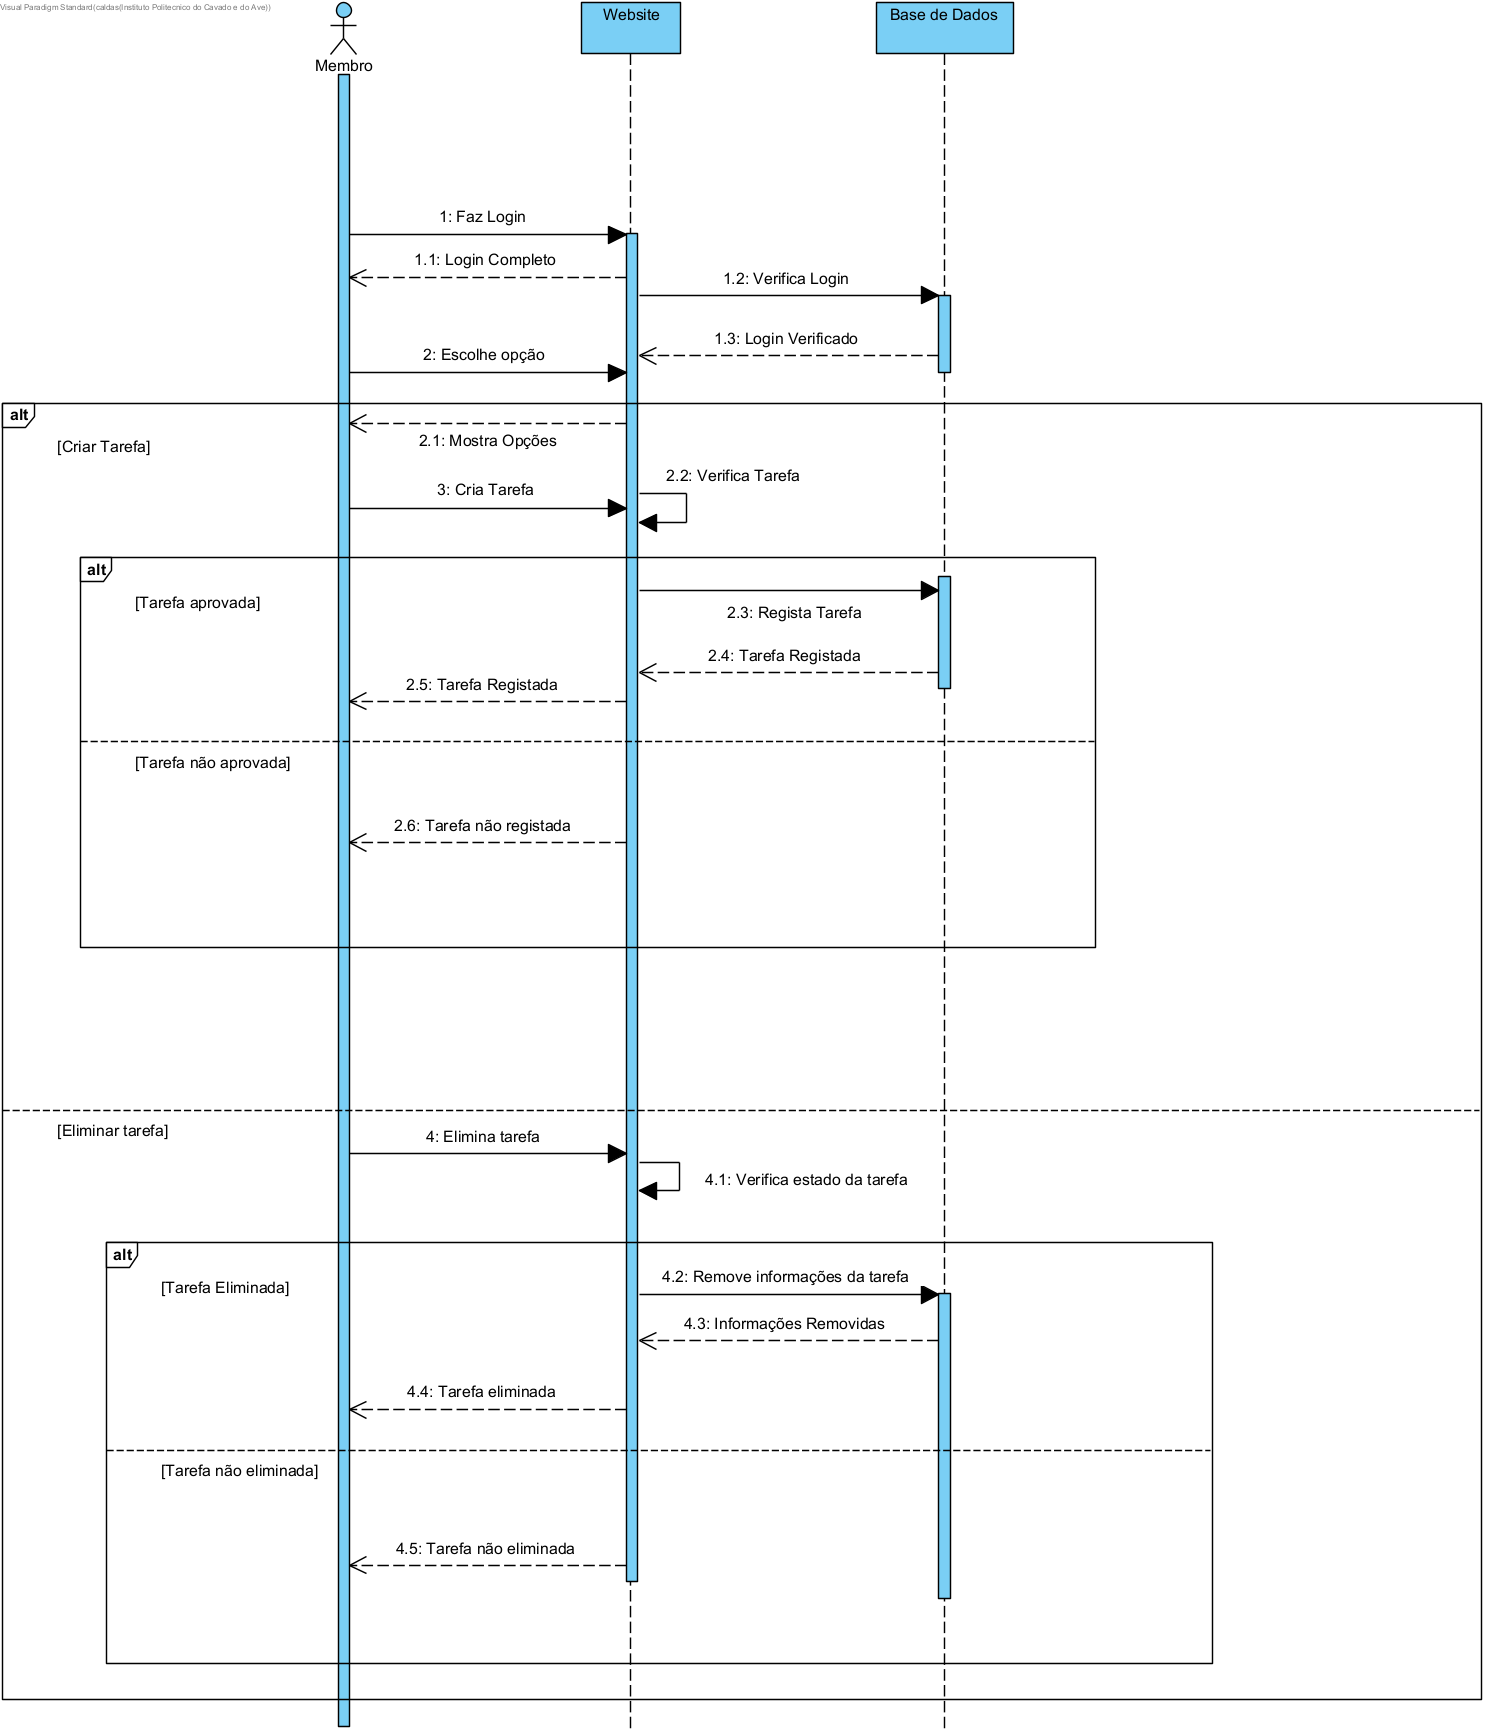 Visual Paradigm Standard(caldas(Instituto Politecnico do Cavado e do Ave))
Membro
Website
Base de Dados
1: Faz Login
1.1: Login Completo
1.2: Verifica Login
1.3: Login Verificado
2: Escolhe opção
alt
[Criar Tarefa]
2.1: Mostra Opções
2.2: Verifica Tarefa
3: Cria Tarefa
alt
[Tarefa aprovada]
2.3: Regista Tarefa
2.4: Tarefa Registada
2.5: Tarefa Registada
[Tarefa não aprovada]
2.6: Tarefa não registada
[Eliminar tarefa]
4: Elimina tarefa
4.1: Verifica estado da tarefa
alt
[Tarefa Eliminada]
4.2: Remove informações da tarefa
4.3: Informações Removidas
4.4: Tarefa eliminada
[Tarefa não eliminada]
4.5: Tarefa não eliminada